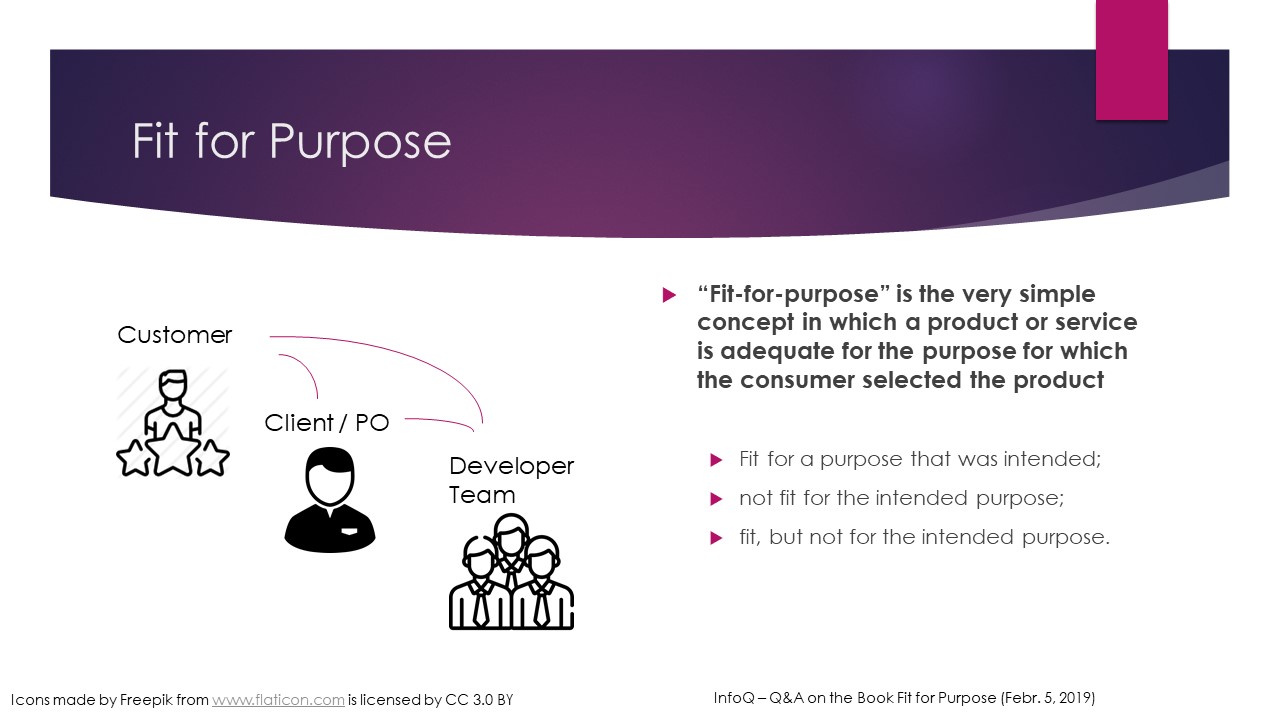 Fit for Purpose
Customer
Client / PO
Developer
Team
“Fit-for-purpose” is the very simple
concept in which a product or service
is adequate for the purpose for which
the consumer selected the product
Fit for a purpose that was intended;
not fit for the intended purpose;
fit, but not for the intended purpose.
Icons made by Freepik from www.flaticon.com is licensed by CC 3.0 BY
InfoQ – Q&A on the Book Fit for Purpose (Febr. 5, 2019)